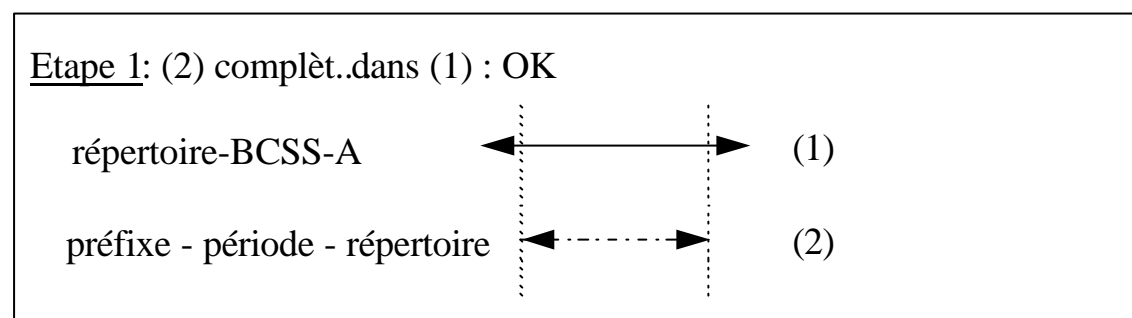 Etape 1: (2) complèt..dans (1) : OK
répertoire-BCSS-A (1)
préfixe - période - répertoire (2)